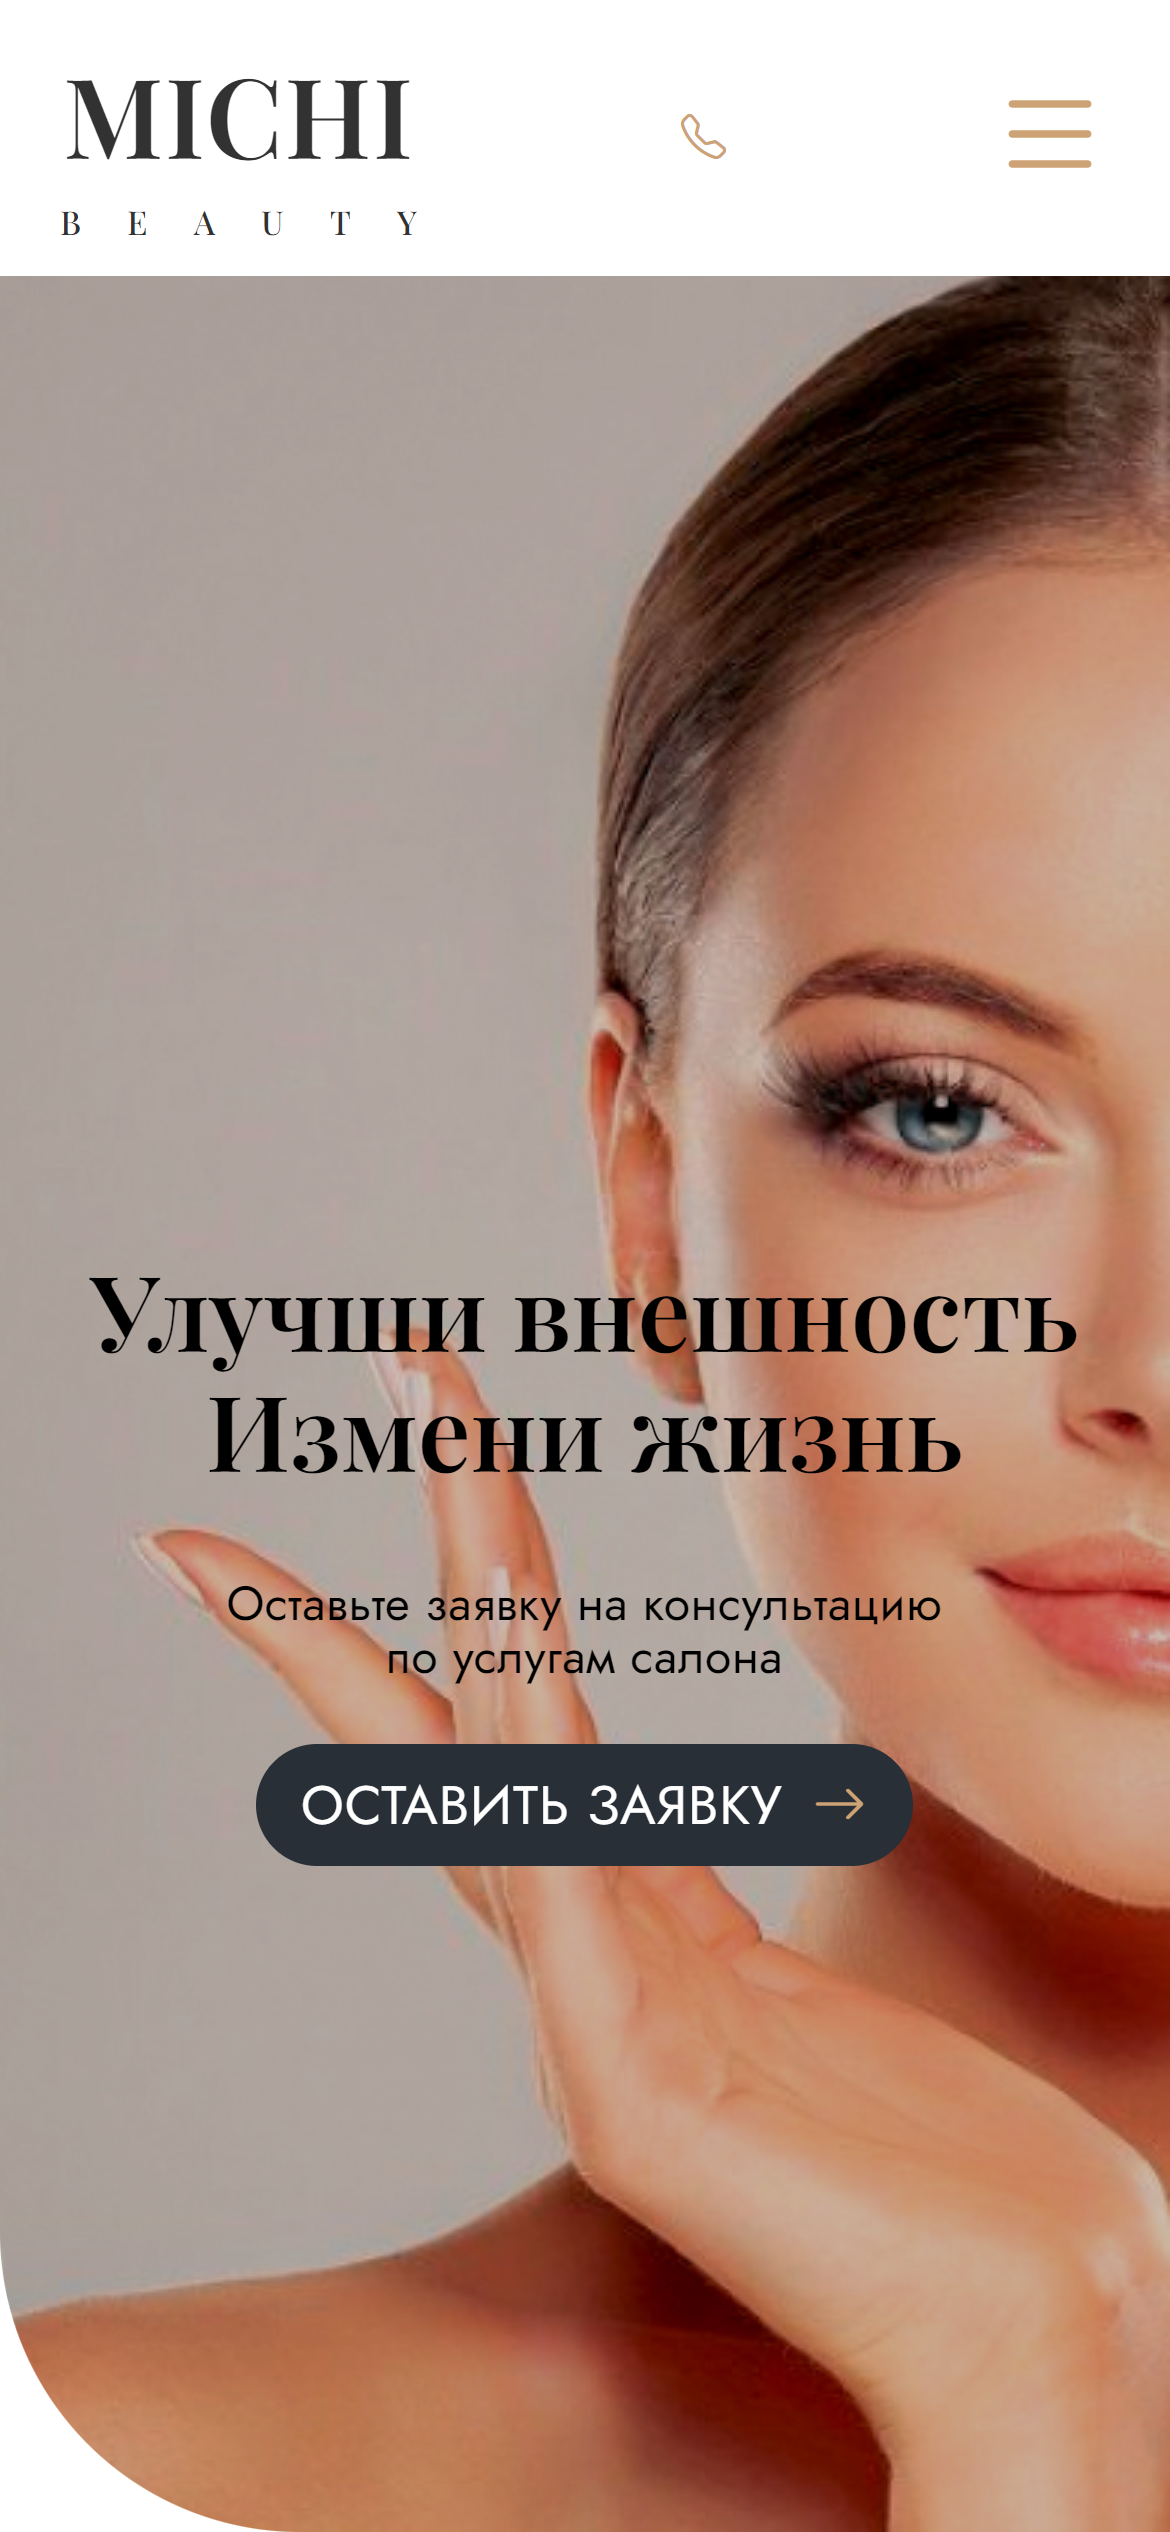 MICHI
BEAUTY
Улучши внешность
Измени жизнь
Оставьте заявку на консультацию
по услугам салона
ОСТАВИТЬ ЗАЯВКУ